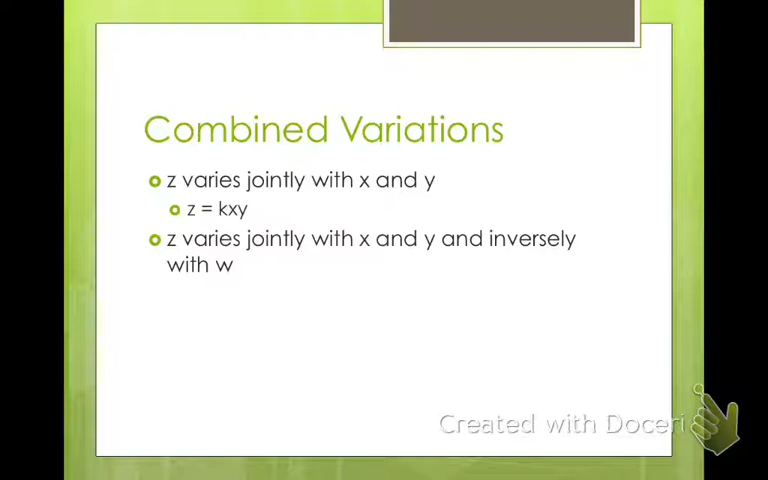 Combined Variations
z varies jointly with x and y
z = kxy
z varies jointly with x and y and inversely
with w
Created with Doceri